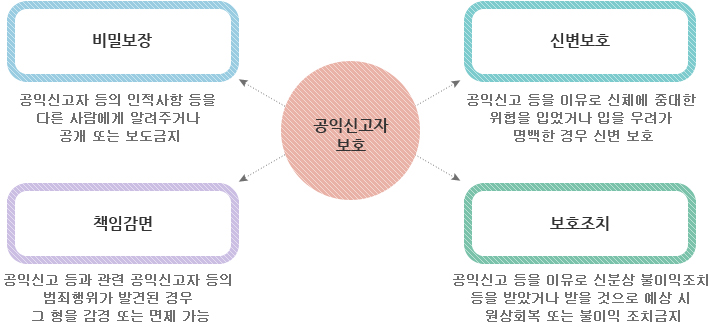 비밀보장
공익신고자 등의 인적사항 등을
다른 사람에게 알려주거나
공개 또는 보도금지
신변보호
공익신고 등을 이유로 신체에 중대한
위협을 입었거나 입을 우려가
명백한 경우 신변 보호
공익신고자
보호
책임감면
공익신고 등과 관련 공익신고자 등의
범죄행위가 발견된 경우
그 형을 감경 또는 면제 가능
보호조치
공익신고 등을 이유로 신분상 불이익조치
등을 받았거나 받을 것으로 예상 시
원상회복 또는 불이익 조치금지